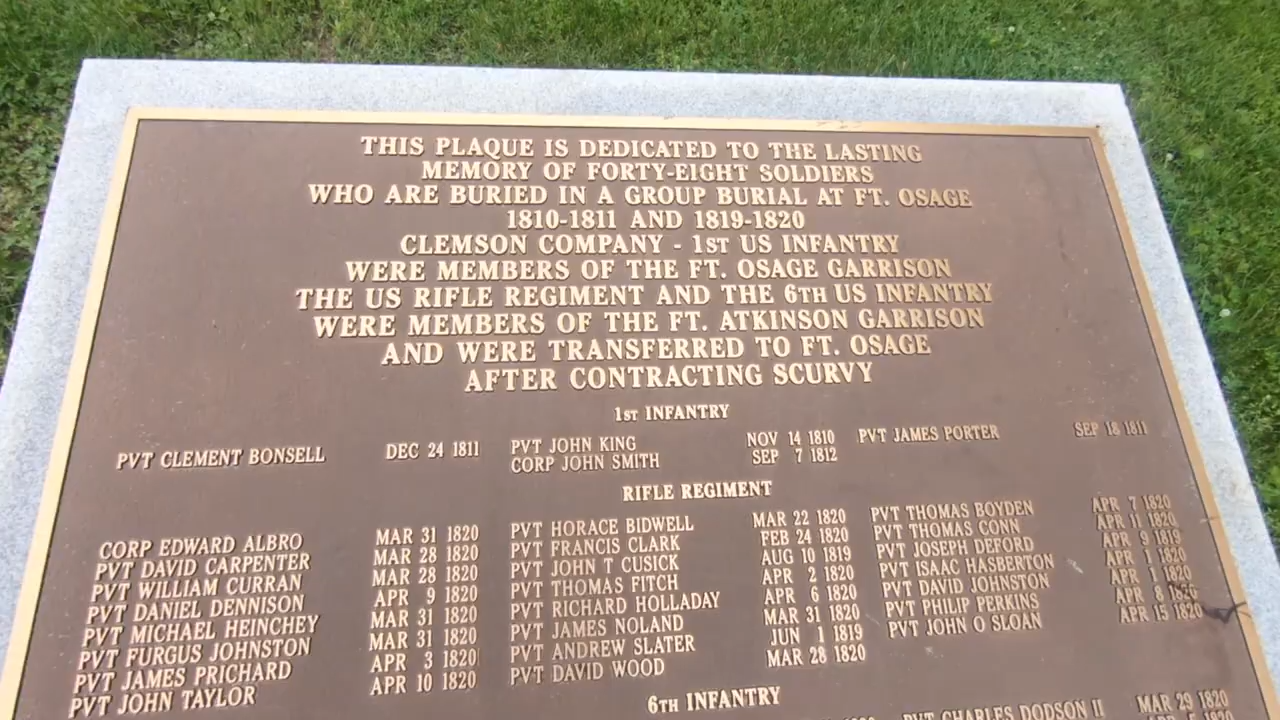 THIS PLAQUE IS DEDICATED TO THE LASTING
MEMORY OF FORTY-EIGHT SOLDIERS
WHO ARE BURIED IN A GROUP BURIAL AT FT. OSAGE
1810-1811 AND 1819-1820
CLEMSON COMPANY - 1ST US INFANTRY
WERE MEMBERS OF THE FT. OSAGE GARRISON
THE US RIFLE REGIMENT AND THE 6TH US INFANTRY
WERE MEMBERS OF THE FT. ATKINSON GARRISON
AND WERE TRANSFERRED TO FT. OSAGE
AFTER CONTRACTING SCURVY
1ST INFANTRY
PVT CLEMENT BONSELL DEC 24 1811 PVT JOHN KING NOV 14 1810 PVT JAMES PORTER SEP 18 1811
CORP JOHN SMITH SEP 7 1812
RIFLE REGIMENT
CORP EDWARD ALBRO MAR 31 1820 PVT HORACE BIDWELL MAR 22 1820 PVT THOMAS BOYDEN APR 7 1820
PVT DAVID CARPENTER MAR 28 1820 PVT FRANCIS CLARK FEB 24 1820 PVT THOMAS CONN APR 11 1820
PVT WILLIAM CURRAN MAR 28 1820 PVT JOHN T CUSICK AUG 10 1819 PVT JOSEPH DEFORD APR 9 1819
PVT DANIEL DENNISON APR 9 1820 PVT THOMAS FITCH APR 2 1820 PVT ISAAC HASBERTON APR 1 1820
PVT MICHAEL HEINCHEY MAR 31 1820 PVT RICHARD HOLLADAY APR 6 1820 PVT DAVID JOHNSTON APR 1 1820
PVT FURGUS JOHNSTON MAR 31 1820 PVT JAMES NOLAND MAR 31 1820 PVT PHILIP PERKINS APR 8 1820
PVT JAMES PRICHARD APR 3 1820 PVT ANDREW SLATER JUN 1 1819 PVT JOHN O SLOAN APR 15 1820
PVT JOHN TAYLOR APR 10 1820 PVT DAVID WOOD MAR 28 1820
6TH INFANTRY
PVT CHARLES DODSON II MAR 29 1820